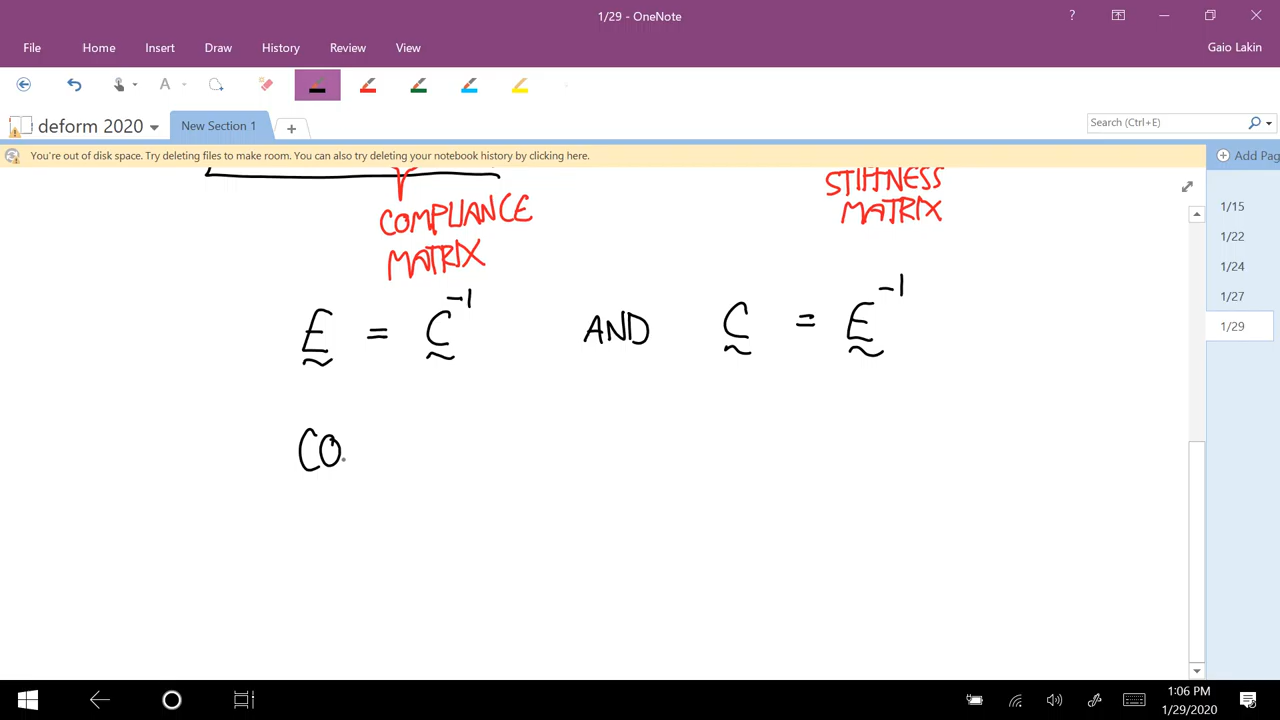 1/29 - OneNote
File Home Insert Draw History Review View
Gaio Lakin
deform 2020
New Section 1
Search (Ctrl+E)
You're out of disk space. Try deleting files to make room. You can also try deleting your notebook history by clicking here.
Add Pag
COMPLIANCE
MATRIX
STIFFNESS
MATRIX
E = C⁻¹ AND C = E⁻¹
CO
1/15
1/22
1/24
1/27
1/29
1:06 PM
1/29/2020